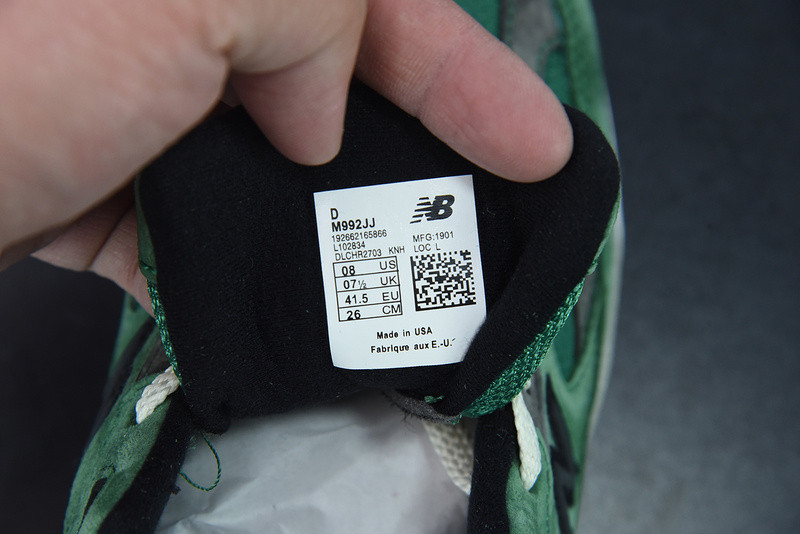 D
NB
M992JJ
192662165866
L102834
DLCHR2703 KNH
MFG:1901
LOC L
08 US
07½ UK
41.5 EU
26 CM
Made in USA
Fabrique aux E.-U.